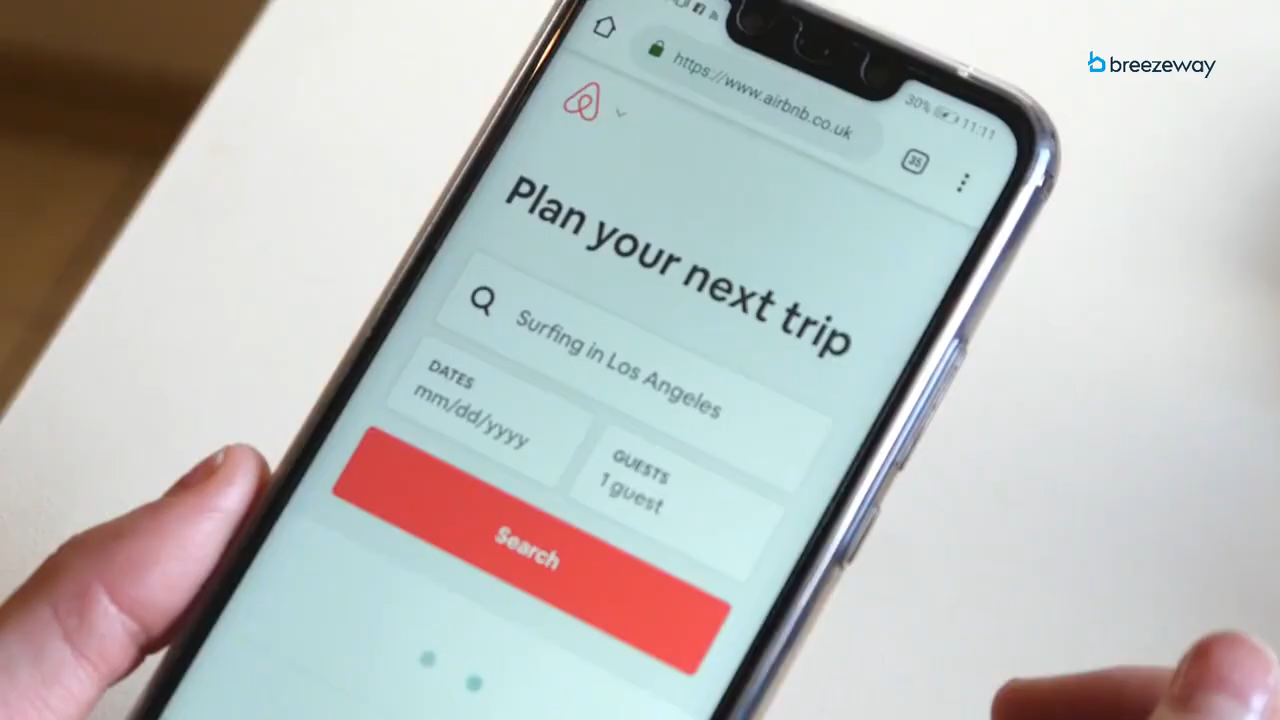 breezeway
https://www.airbnb.co.uk
30% 11:11
35
Plan your next trip
Surfing in Los Angeles
DATES
mm/dd/yyyy
GUESTS
1 guest
Search